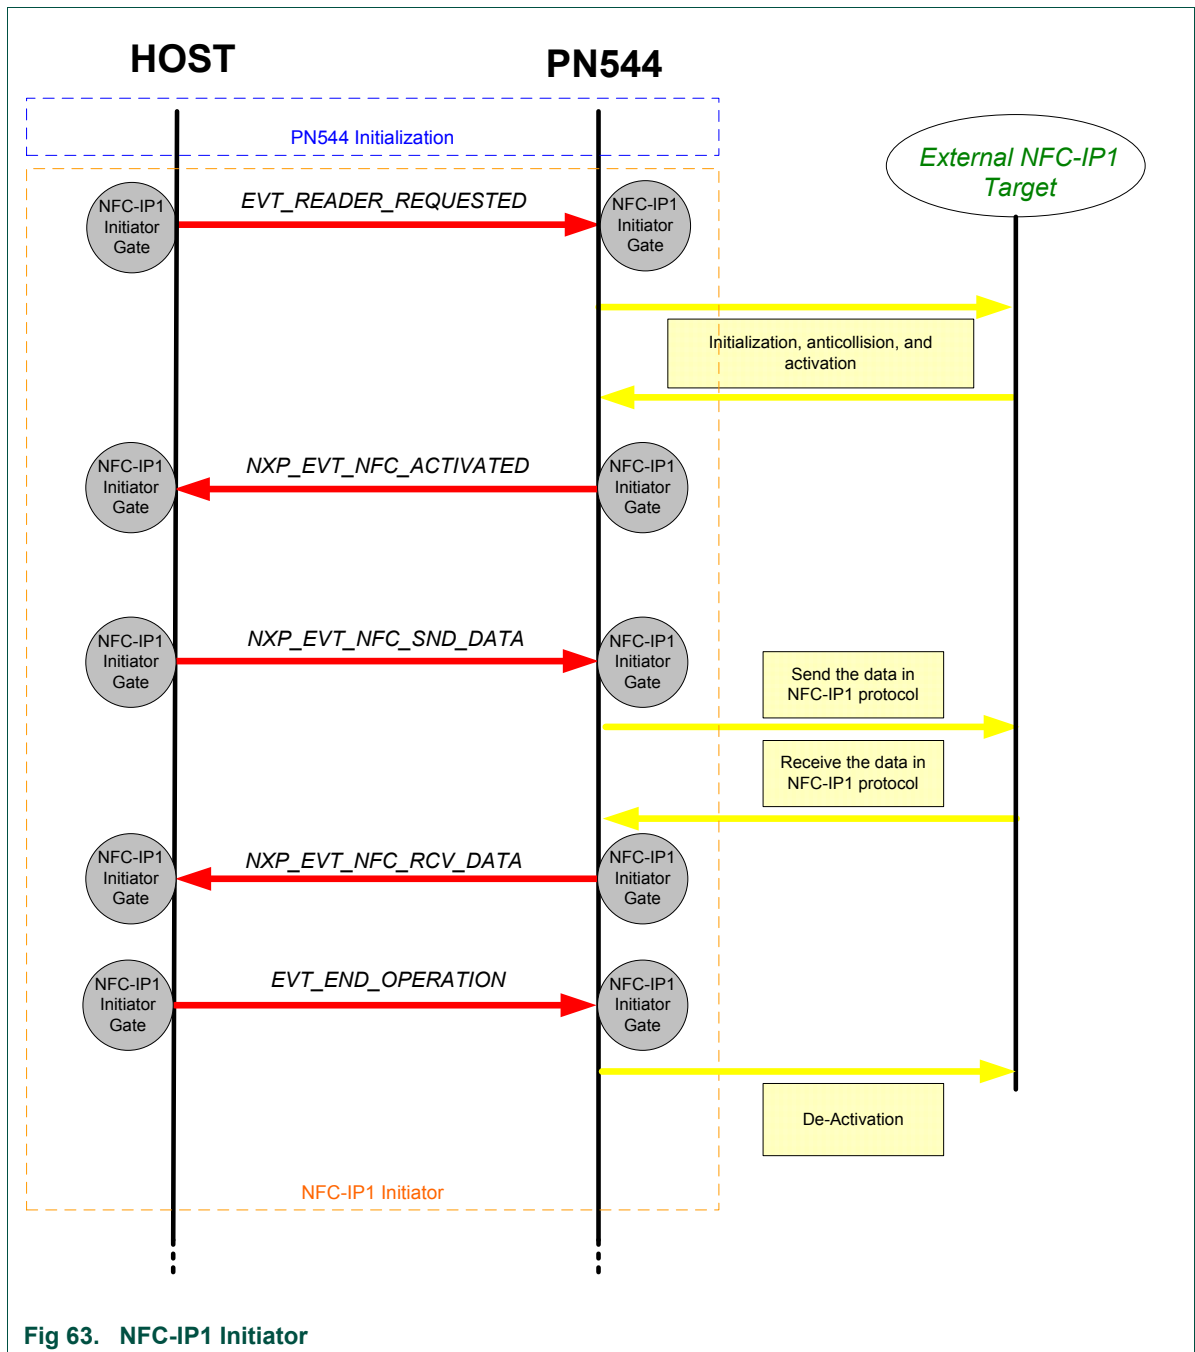 HOST
PN544
PN544 Initialization
External NFC-IP1
Target
NFC-IP1
Initiator
Gate
EVT_READER_REQUESTED
NFC-IP1
Initiator
Gate
Initialization, anticollision, and
activation
NFC-IP1
Initiator
Gate
NXP_EVT_NFC_ACTIVATED
NFC-IP1
Initiator
Gate
NFC-IP1
Initiator
Gate
NXP_EVT_NFC_SND_DATA
NFC-IP1
Initiator
Gate
Send the data in
NFC-IP1 protocol
Receive the data in
NFC-IP1 protocol
NFC-IP1
Initiator
Gate
NXP_EVT_NFC_RCV_DATA
NFC-IP1
Initiator
Gate
NFC-IP1
Initiator
Gate
EVT_END_OPERATION
NFC-IP1
Initiator
Gate
De-Activation
NFC-IP1 Initiator
Fig 63. NFC-IP1 Initiator